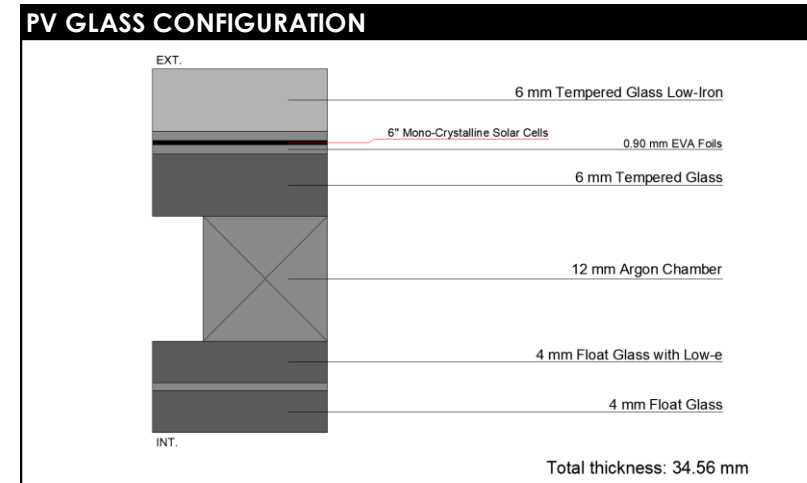 PV GLASS CONFIGURATION
EXT.
6 mm Tempered Glass Low-Iron
6" Mono-Crystalline Solar Cells
0.90 mm EVA Foils
6 mm Tempered Glass
12 mm Argon Chamber
4 mm Float Glass with Low-e
4 mm Float Glass
INT.
Total thickness: 34.56 mm